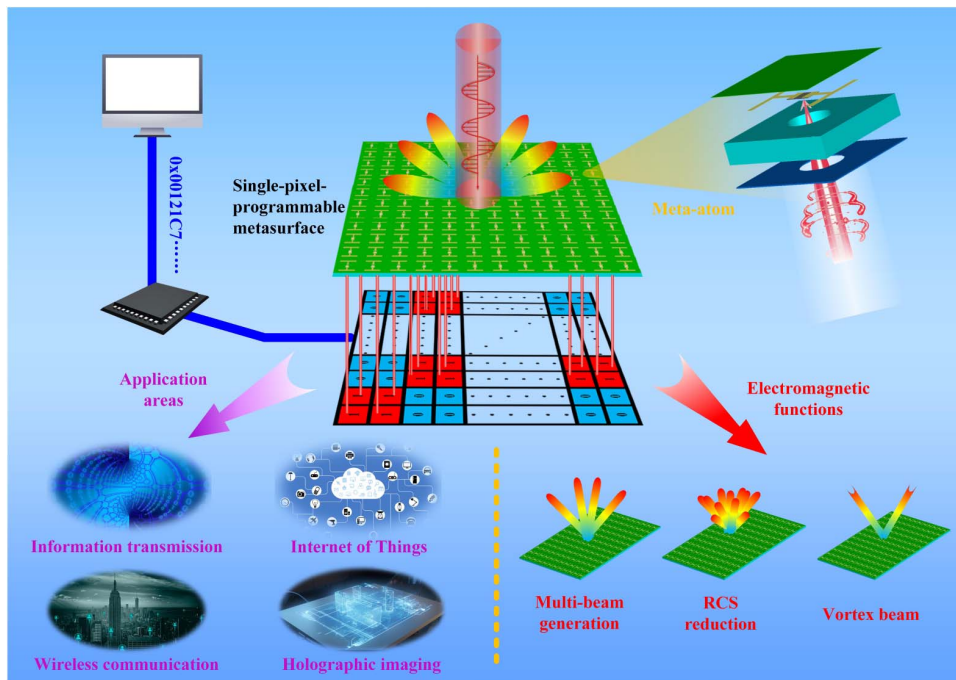 0x00121C7......
Single-pixel-
programmable
metasurface
Meta-atom
Application
areas
Electromagnetic
functions
Information transmission
Internet of Things
Wireless communication
Holographic imaging
Multi-beam
generation
RCS
reduction
Vortex beam